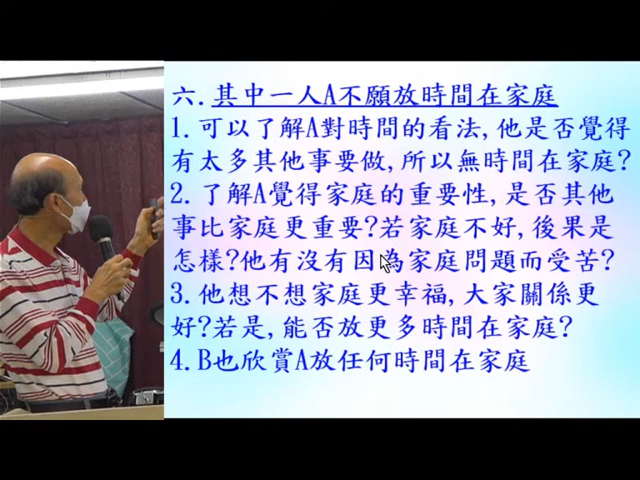 六.其中一人A不願放時間在家庭
1.可以了解A對時間的看法,他是否覺得
有太多其他事要做,所以無時間在家庭?
2.了解A覺得家庭的重要性,是否其他
事比家庭更重要?若家庭不好,後果是
怎樣?他有沒有因為家庭問題而受苦?
3.他想不想家庭更幸福,大家關係更
好?若是,能否放更多時間在家庭?
4.B也欣賞A放任何時間在家庭